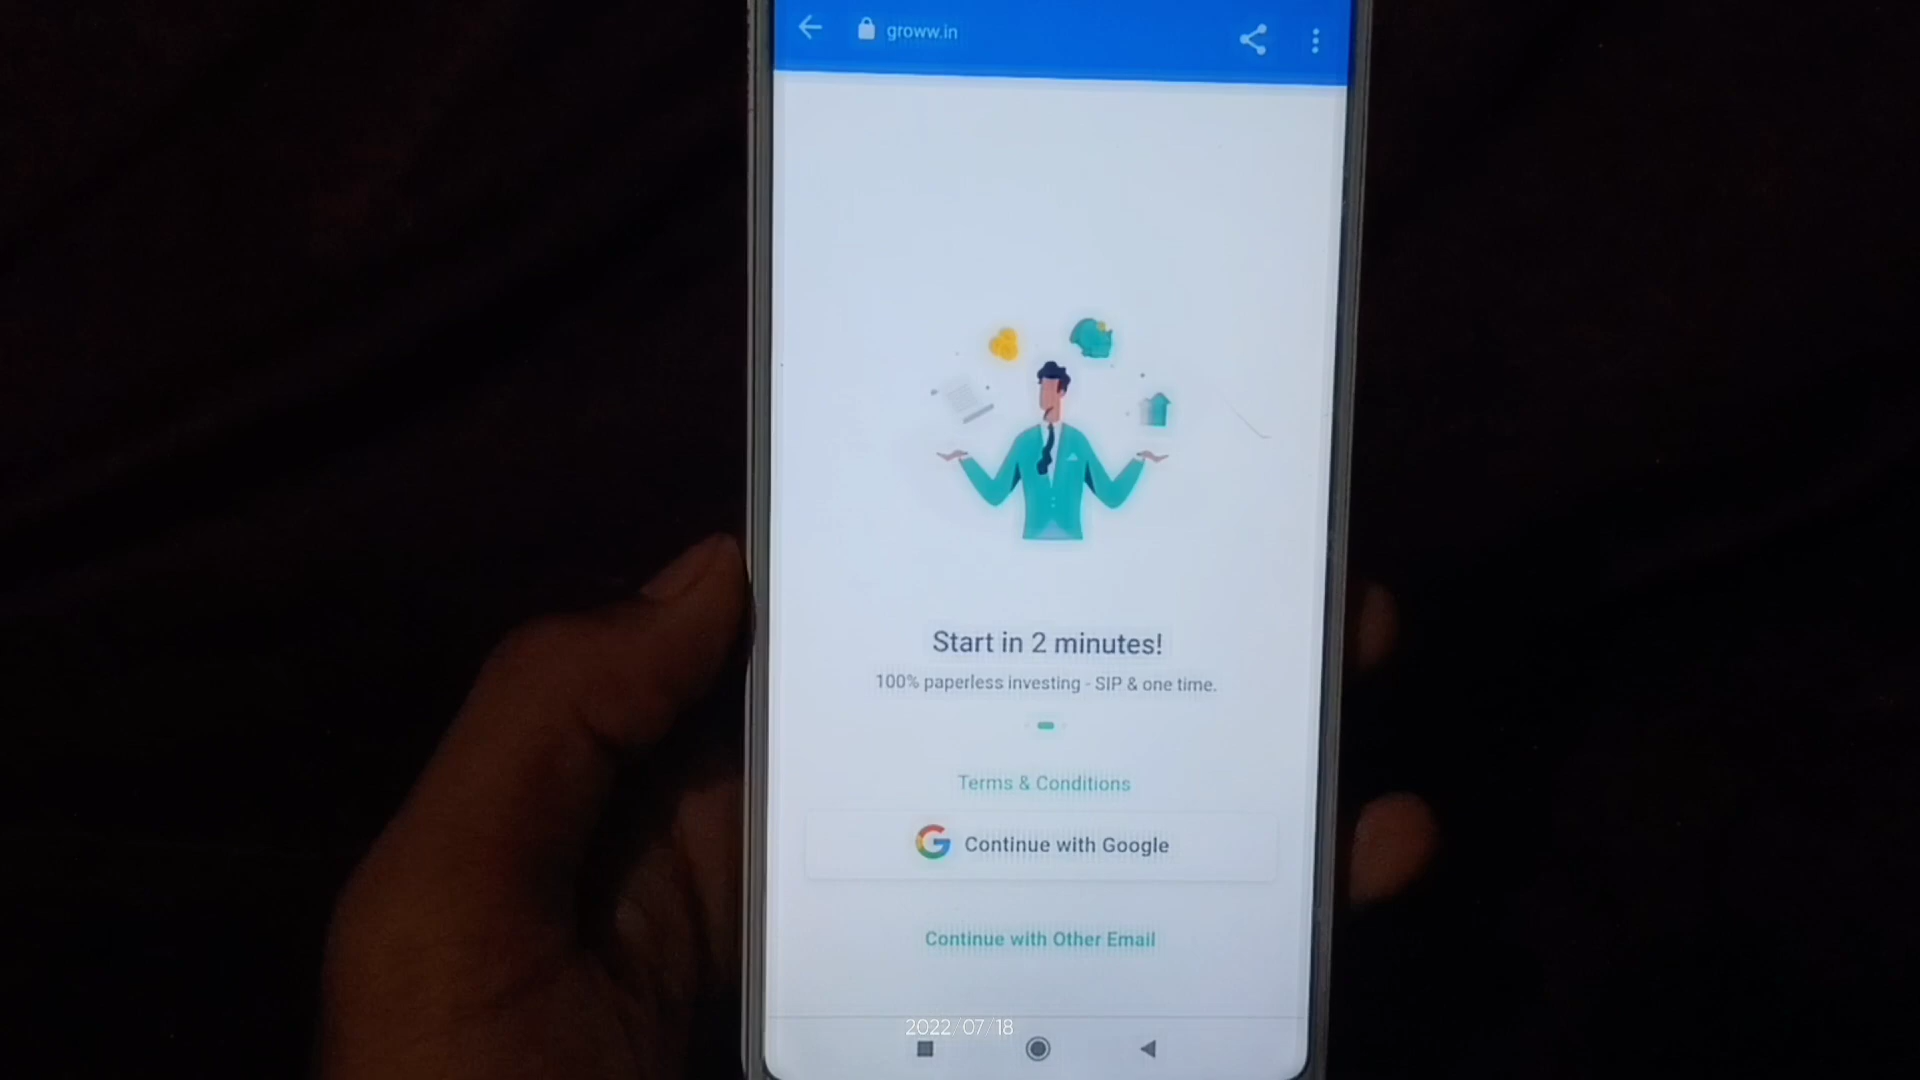 groww.in
Start in 2 minutes!
100% paperless investing - SIP & one time.
Terms & Conditions
Continue with Google
Continue with Other Email
2022/07/18